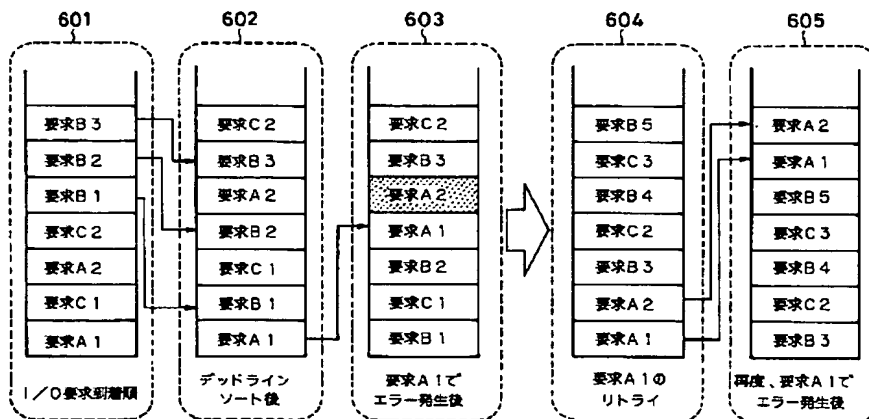 601
要求B3
要求B2
要求B1
要求C2
要求A2
要求C1
要求A1
I/O要求到着順
602
要求C2
要求B3
要求A2
要求B2
要求C1
要求B1
要求A1
デッドライン
ソート後
603
要求C2
要求B3
要求A2
要求A1
要求B2
要求C1
要求B1
要求A1で
エラー発生後
604
要求B5
要求C3
要求B4
要求C2
要求B3
要求A2
要求A1
要求A1の
リトライ
605
要求A2
要求A1
要求B5
要求C3
要求B4
要求C2
要求B3
再度、要求A1で
エラー発生後